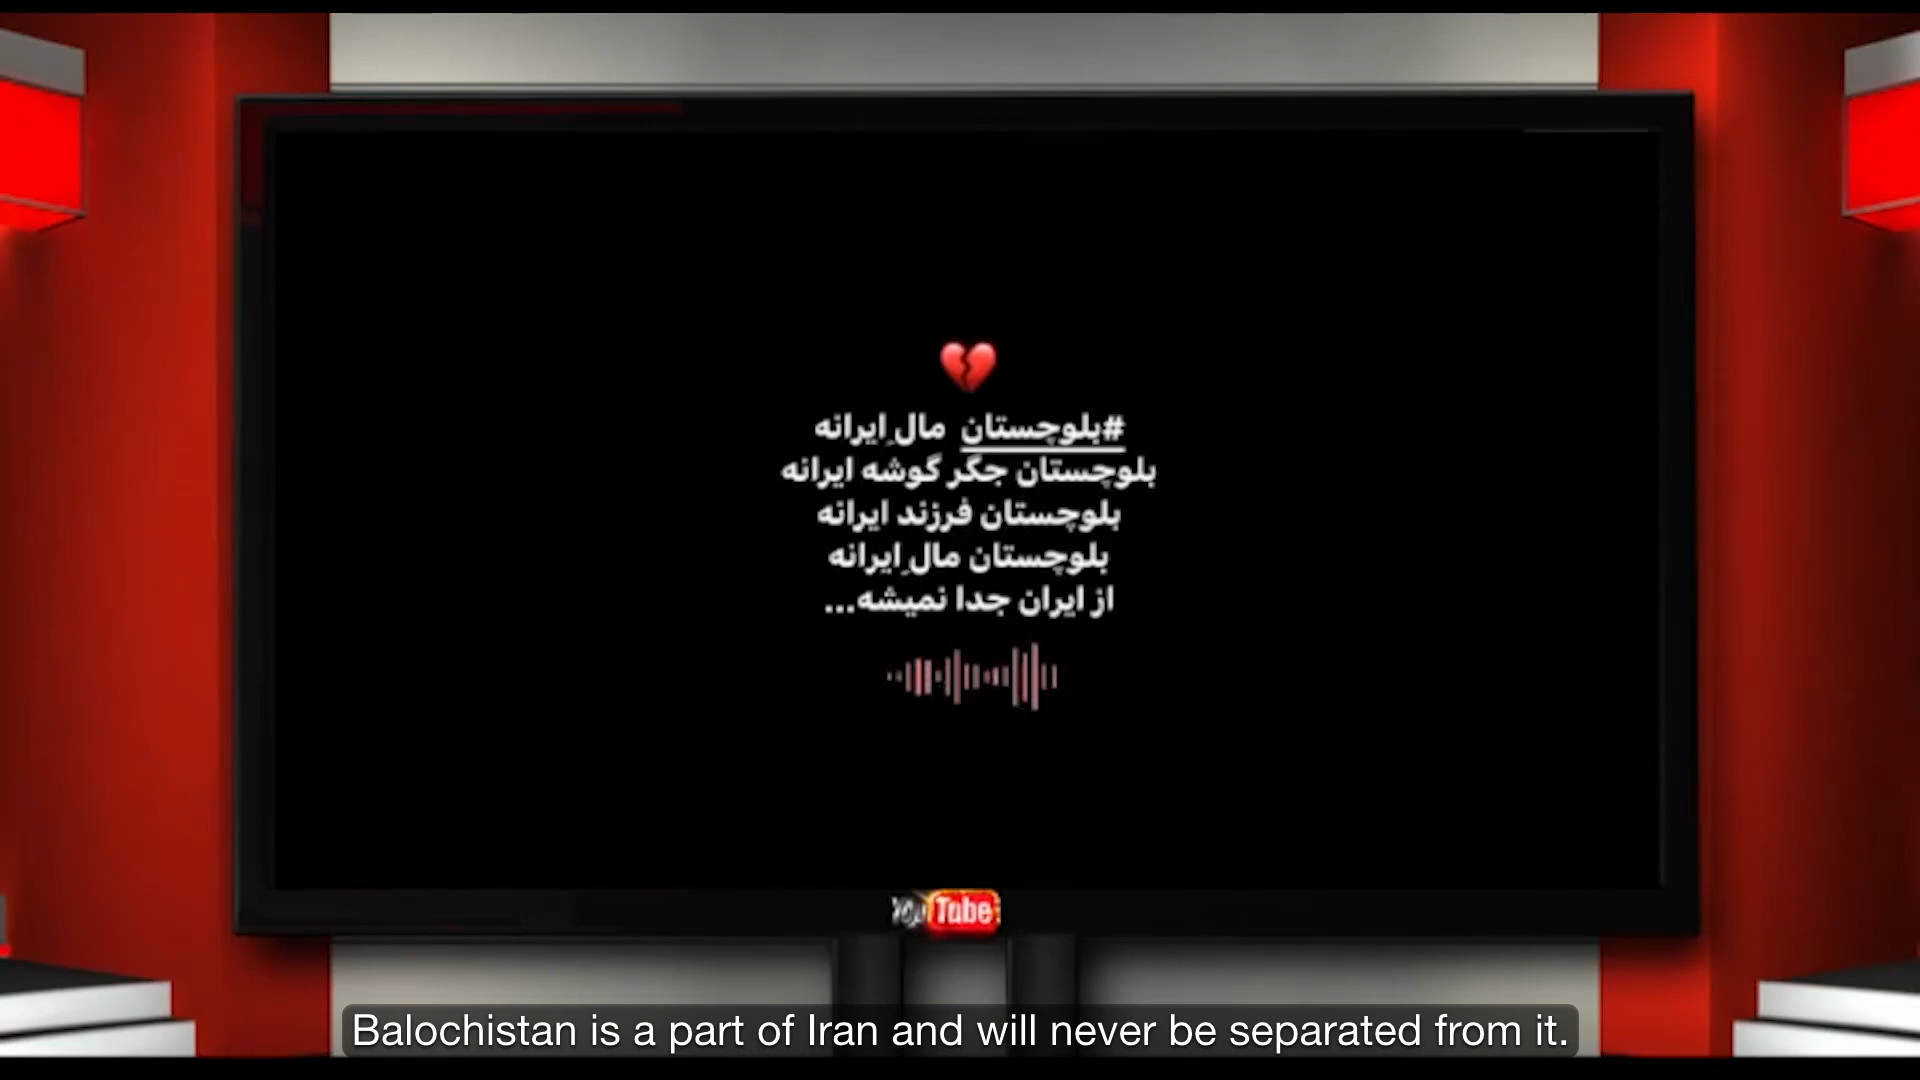 #بلوچستان مالِ ایرانه
بلوچستان جگر گوشه ایرانه
بلوچستان فرزند ایرانه
بلوچستان مالِ ایرانه
از ایران جدا نمیشه...
YouTube
Balochistan is a part of Iran and will never be separated from it.